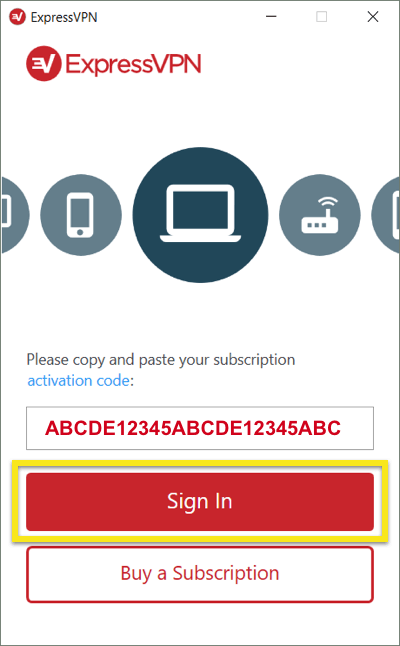 ExpressVPN
ExpressVPN
Please copy and paste your subscription
activation code:
ABCDE12345ABCDE12345ABC
Sign In
Buy a Subscription